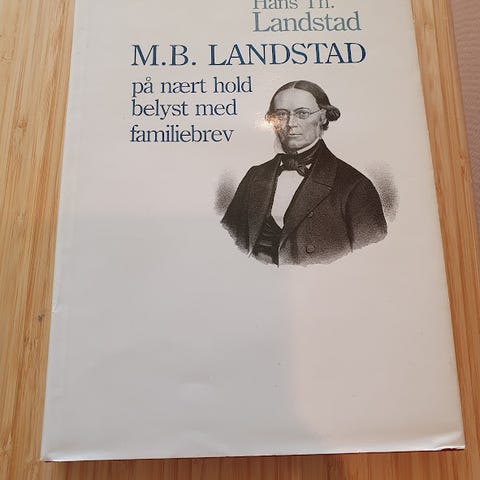 Hans Th.
Landstad
M.B. LANDSTAD
på nært hold
belyst med
familiebrev